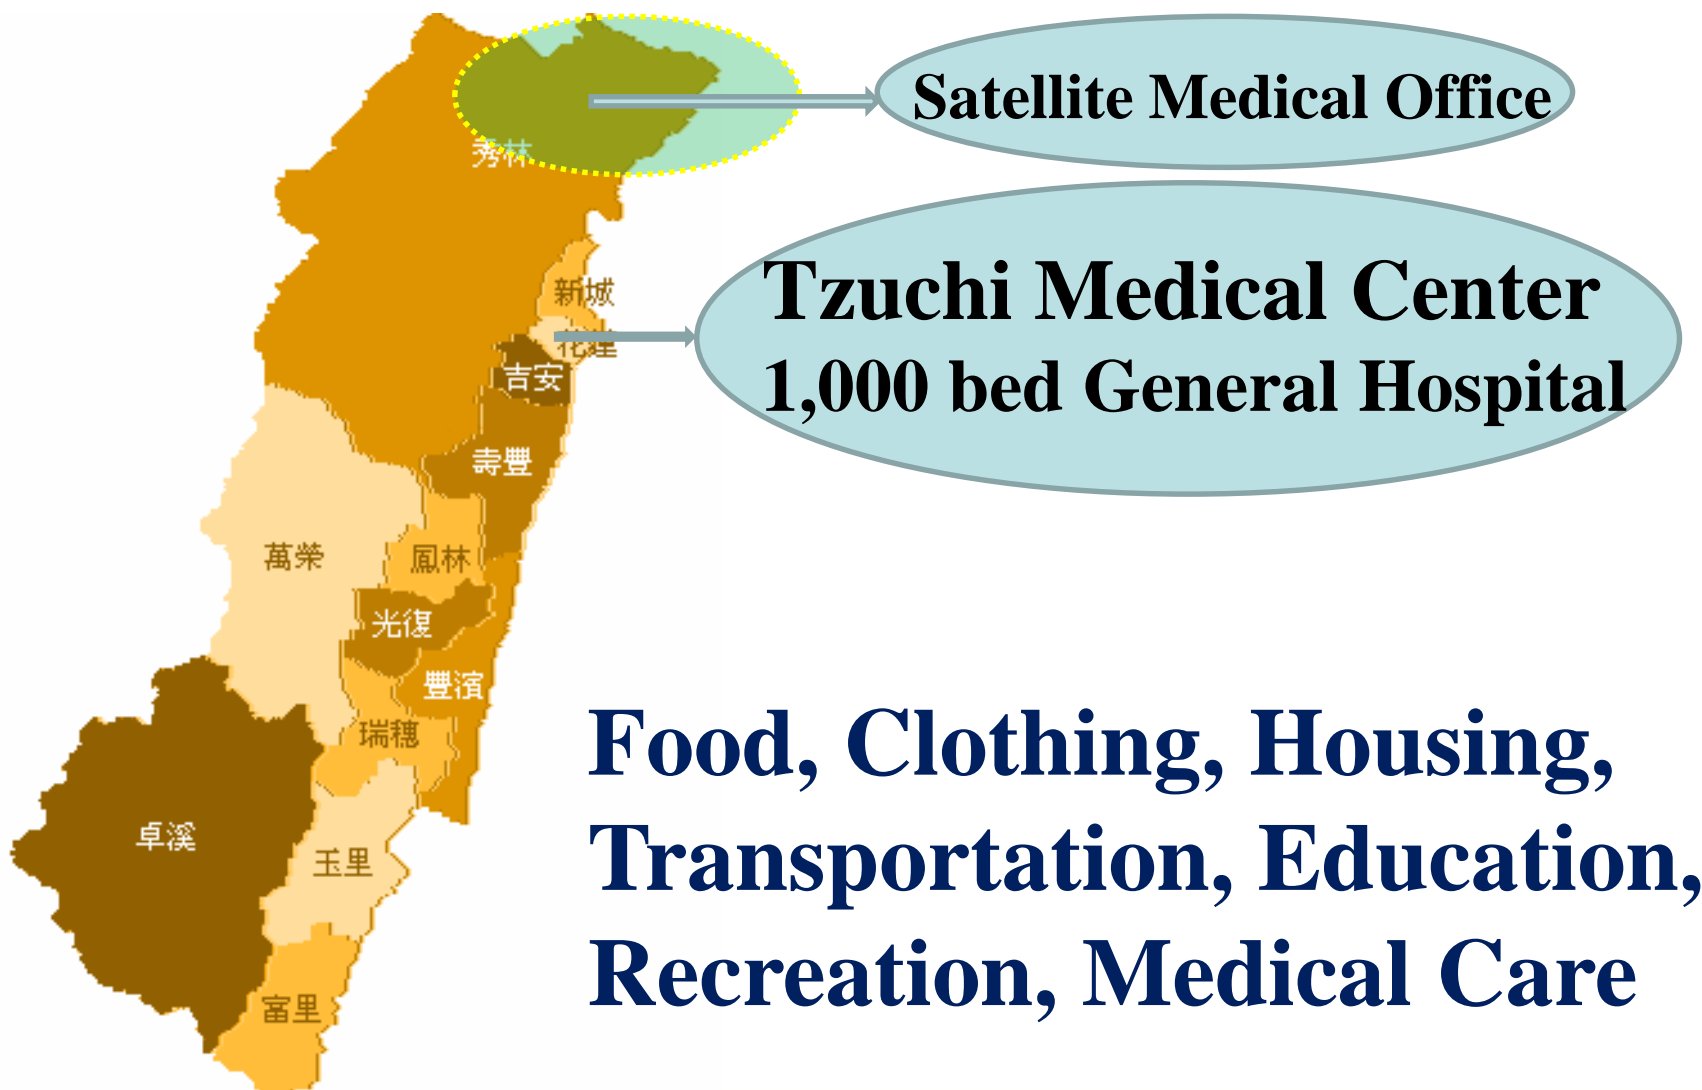 Satellite Medical Office
秀林
Tzuchi Medical Center
1,000 bed General Hospital
新城
花蓮
吉安
壽豐
萬榮
鳳林
光復
豐濱
瑞穗
卓溪
玉里
富里
Food, Clothing, Housing,
Transportation, Education,
Recreation, Medical Care